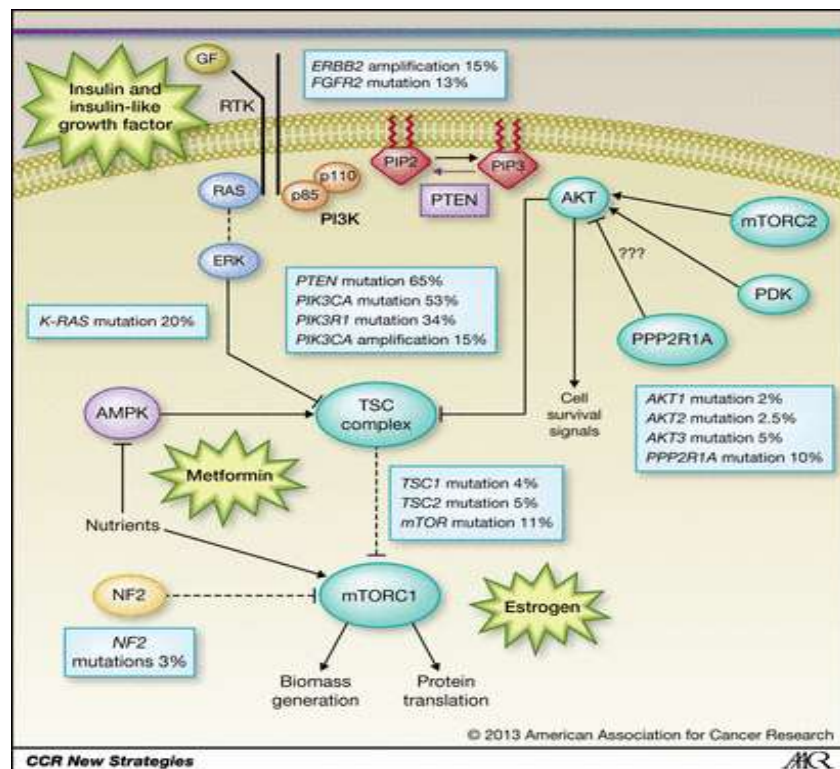 GF
ERBB2 amplification 15%
FGFR2 mutation 13%
Insulin and
insulin-like
growth factor
RTK
PIP2
PIP3
RAS
p110
p85
PI3K
PTEN
AKT
mTORC2
???
ERK
PDK
PTEN mutation 65%
PIK3CA mutation 53%
PIK3R1 mutation 34%
PIK3CA amplification 15%
K-RAS mutation 20%
PPP2R1A
AMPK
TSC
complex
Cell
survival
signals
AKT1 mutation 2%
AKT2 mutation 2.5%
AKT3 mutation 5%
PPP2R1A mutation 10%
Metformin
TSC1 mutation 4%
TSC2 mutation 5%
mTOR mutation 11%
Nutrients
NF2
mTORC1
Estrogen
NF2
mutations 3%
Biomass
generation
Protein
translation
© 2013 American Association for Cancer Research
CCR New Strategies
AACR